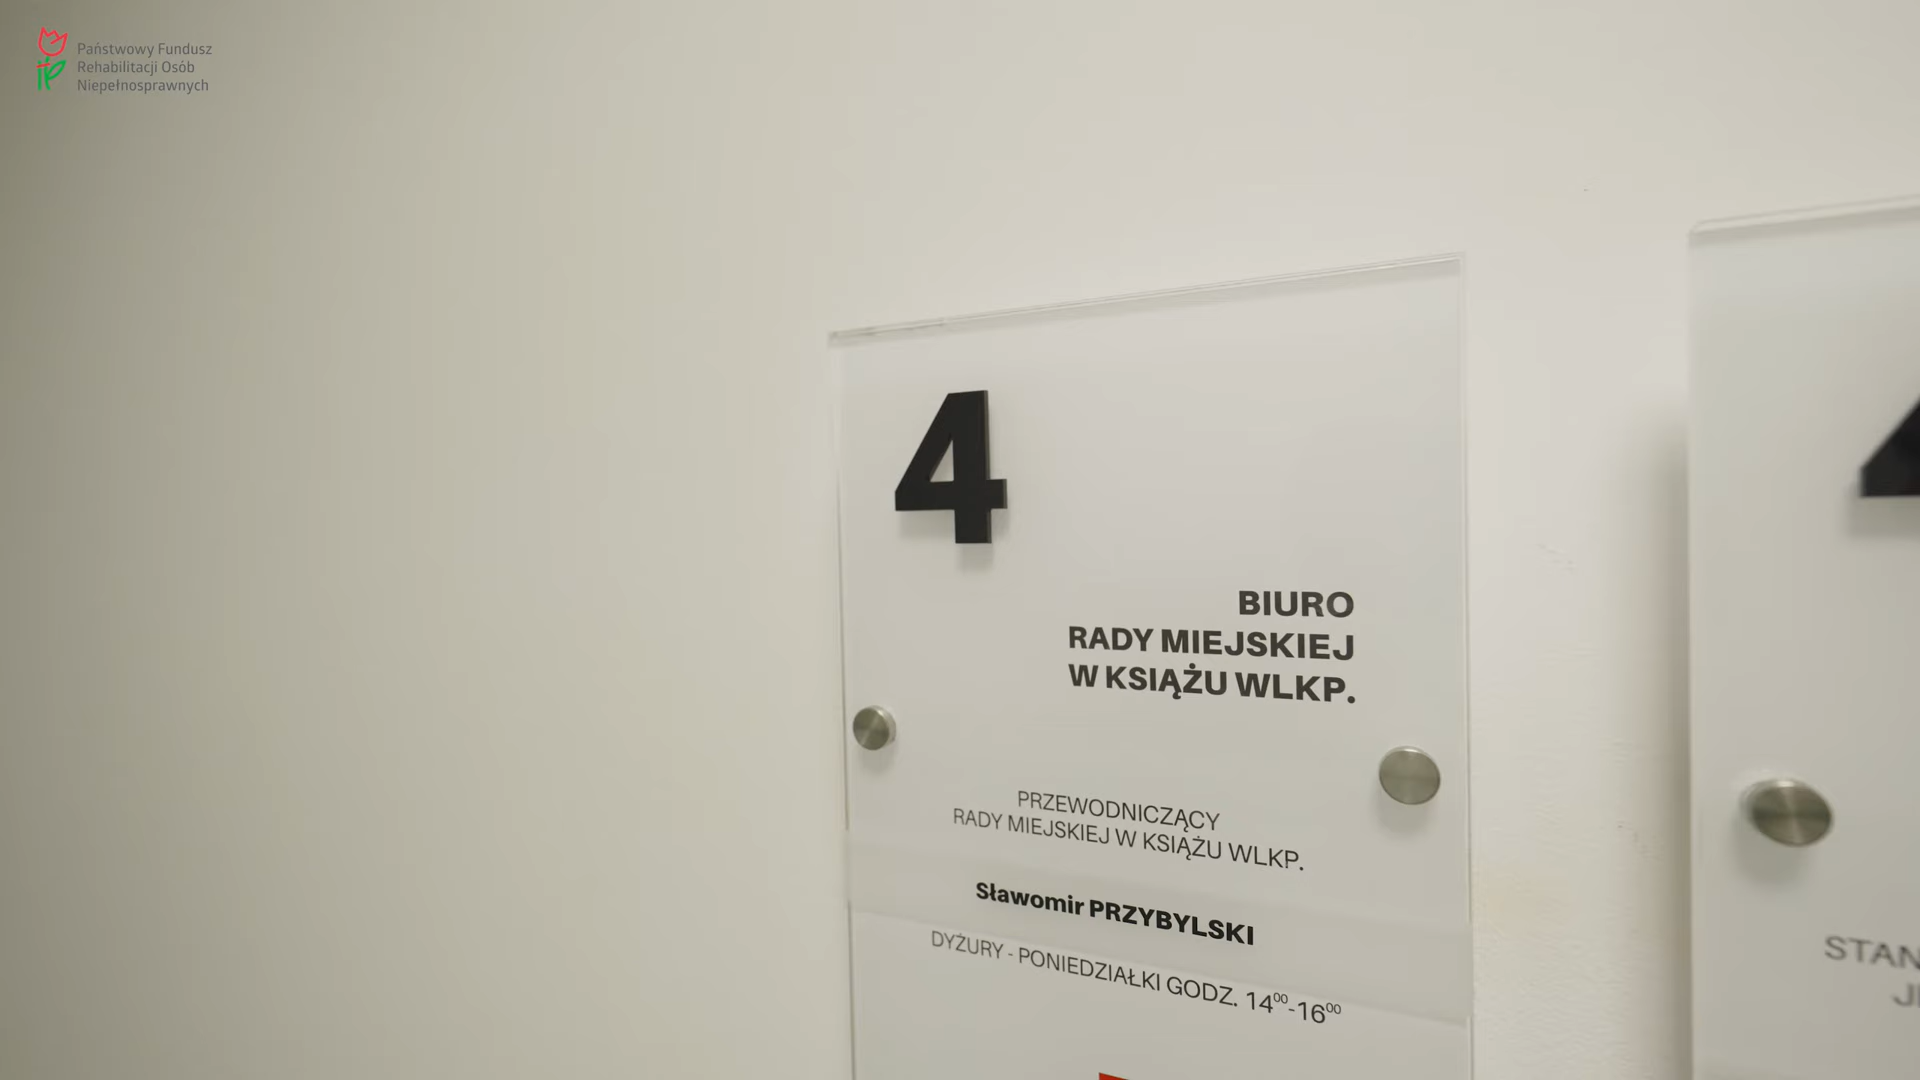 Państwowy Fundusz
Rehabilitacji Osób
Niepełnosprawnych
4
BIURO
RADY MIEJSKIEJ
W KSIĄŻU WLKP.
PRZEWODNICZĄCY
RADY MIEJSKIEJ W KSIĄŻU WLKP.
Sławomir PRZYBYLSKI
DYŻURY - PONIEDZIAŁKI GODZ. 14⁰⁰-16⁰⁰